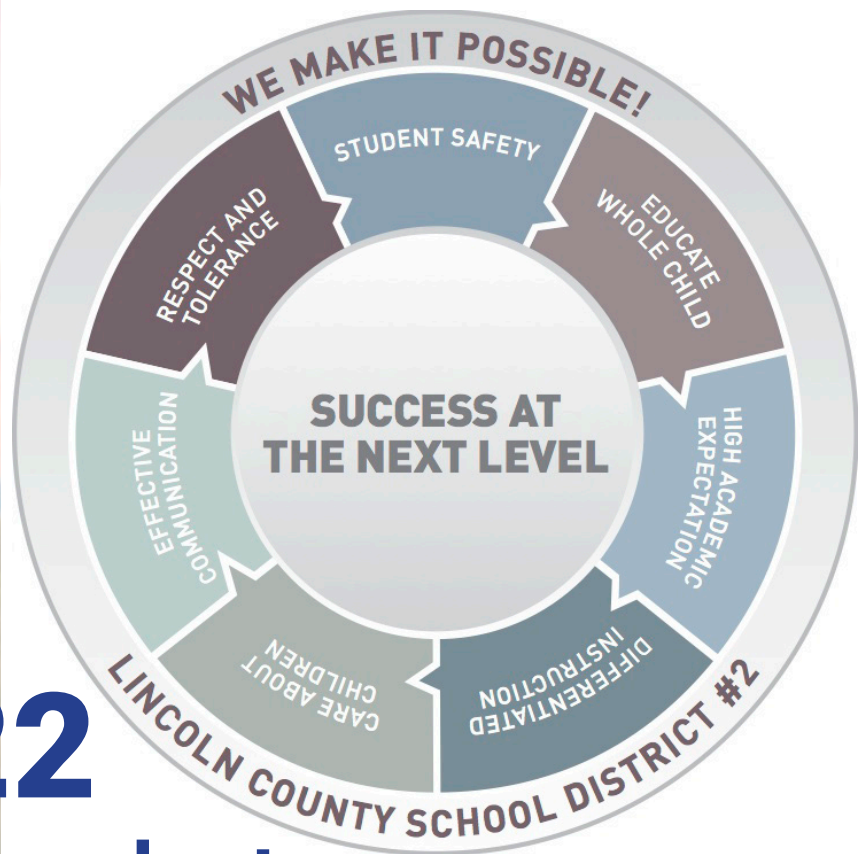 WE MAKE IT POSSIBLE!
STUDENT SAFETY
EDUCATE
WHOLE CHILD
HIGH ACADEMIC
EXPECTATION
DIFFERENTIATED
INSTRUCTION
CARE ABOUT
CHILDREN
EFFECTIVE
COMMUNICATION
RESPECT AND
TOLERANCE
SUCCESS AT
THE NEXT LEVEL
LINCOLN COUNTY SCHOOL DISTRICT #2